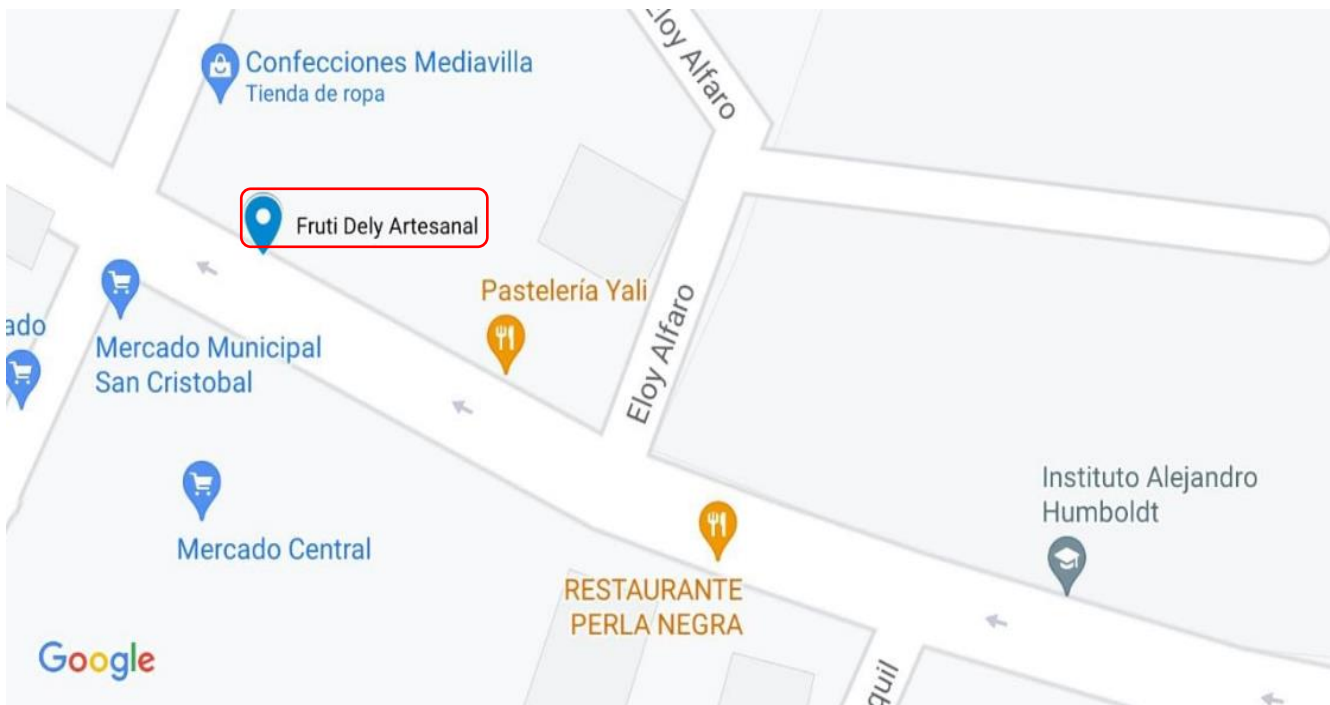 Eloy Alfaro
Confecciones Mediavilla
Tienda de ropa
Fruti Dely Artesanal
Pastelería Yali
Eloy Alfaro
ado
Mercado Municipal
San Cristobal
Instituto Alejandro
Humboldt
Mercado Central
RESTAURANTE
PERLA NEGRA
Google
quil